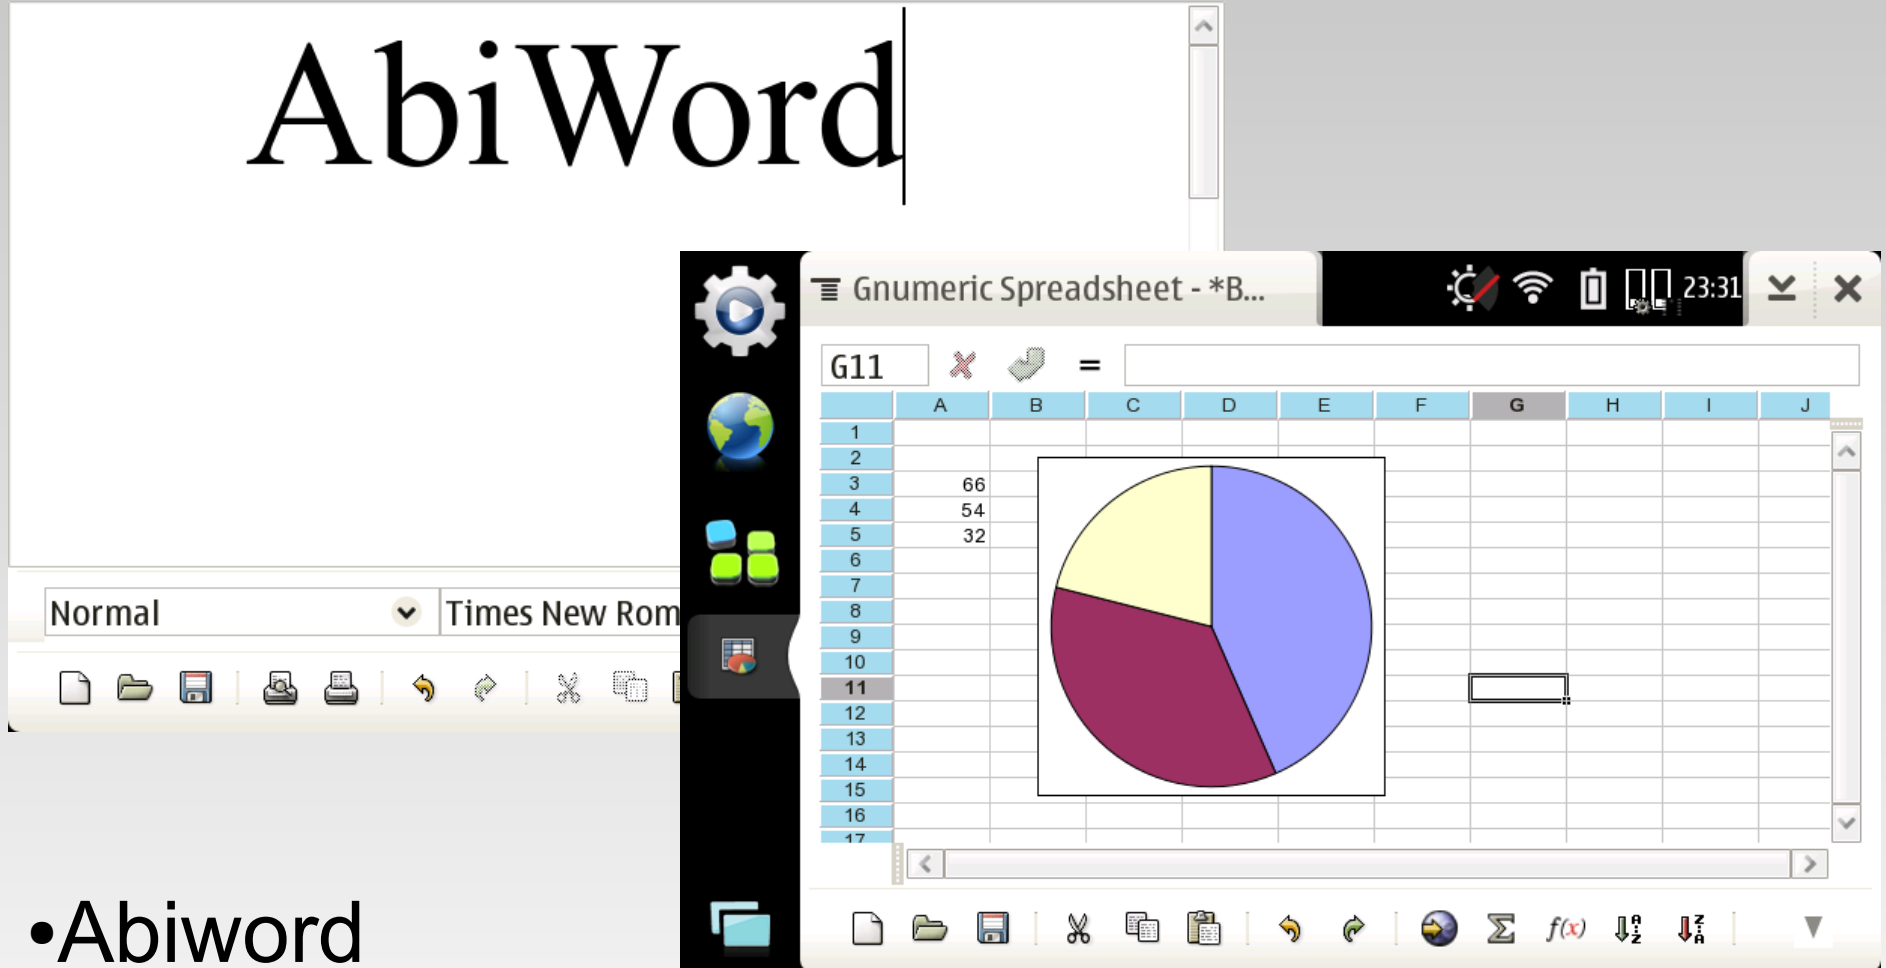 AbiWord
Normal
Times New Rom
Gnumeric Spreadsheet - *B...
23:31
G11
=
A B C D E F G H I J
1
2
3 66
4 54
5 32
6
7
8
9
10
11
12
13
14
15
16
17
f(x)
A Z
Z A
•Abiword